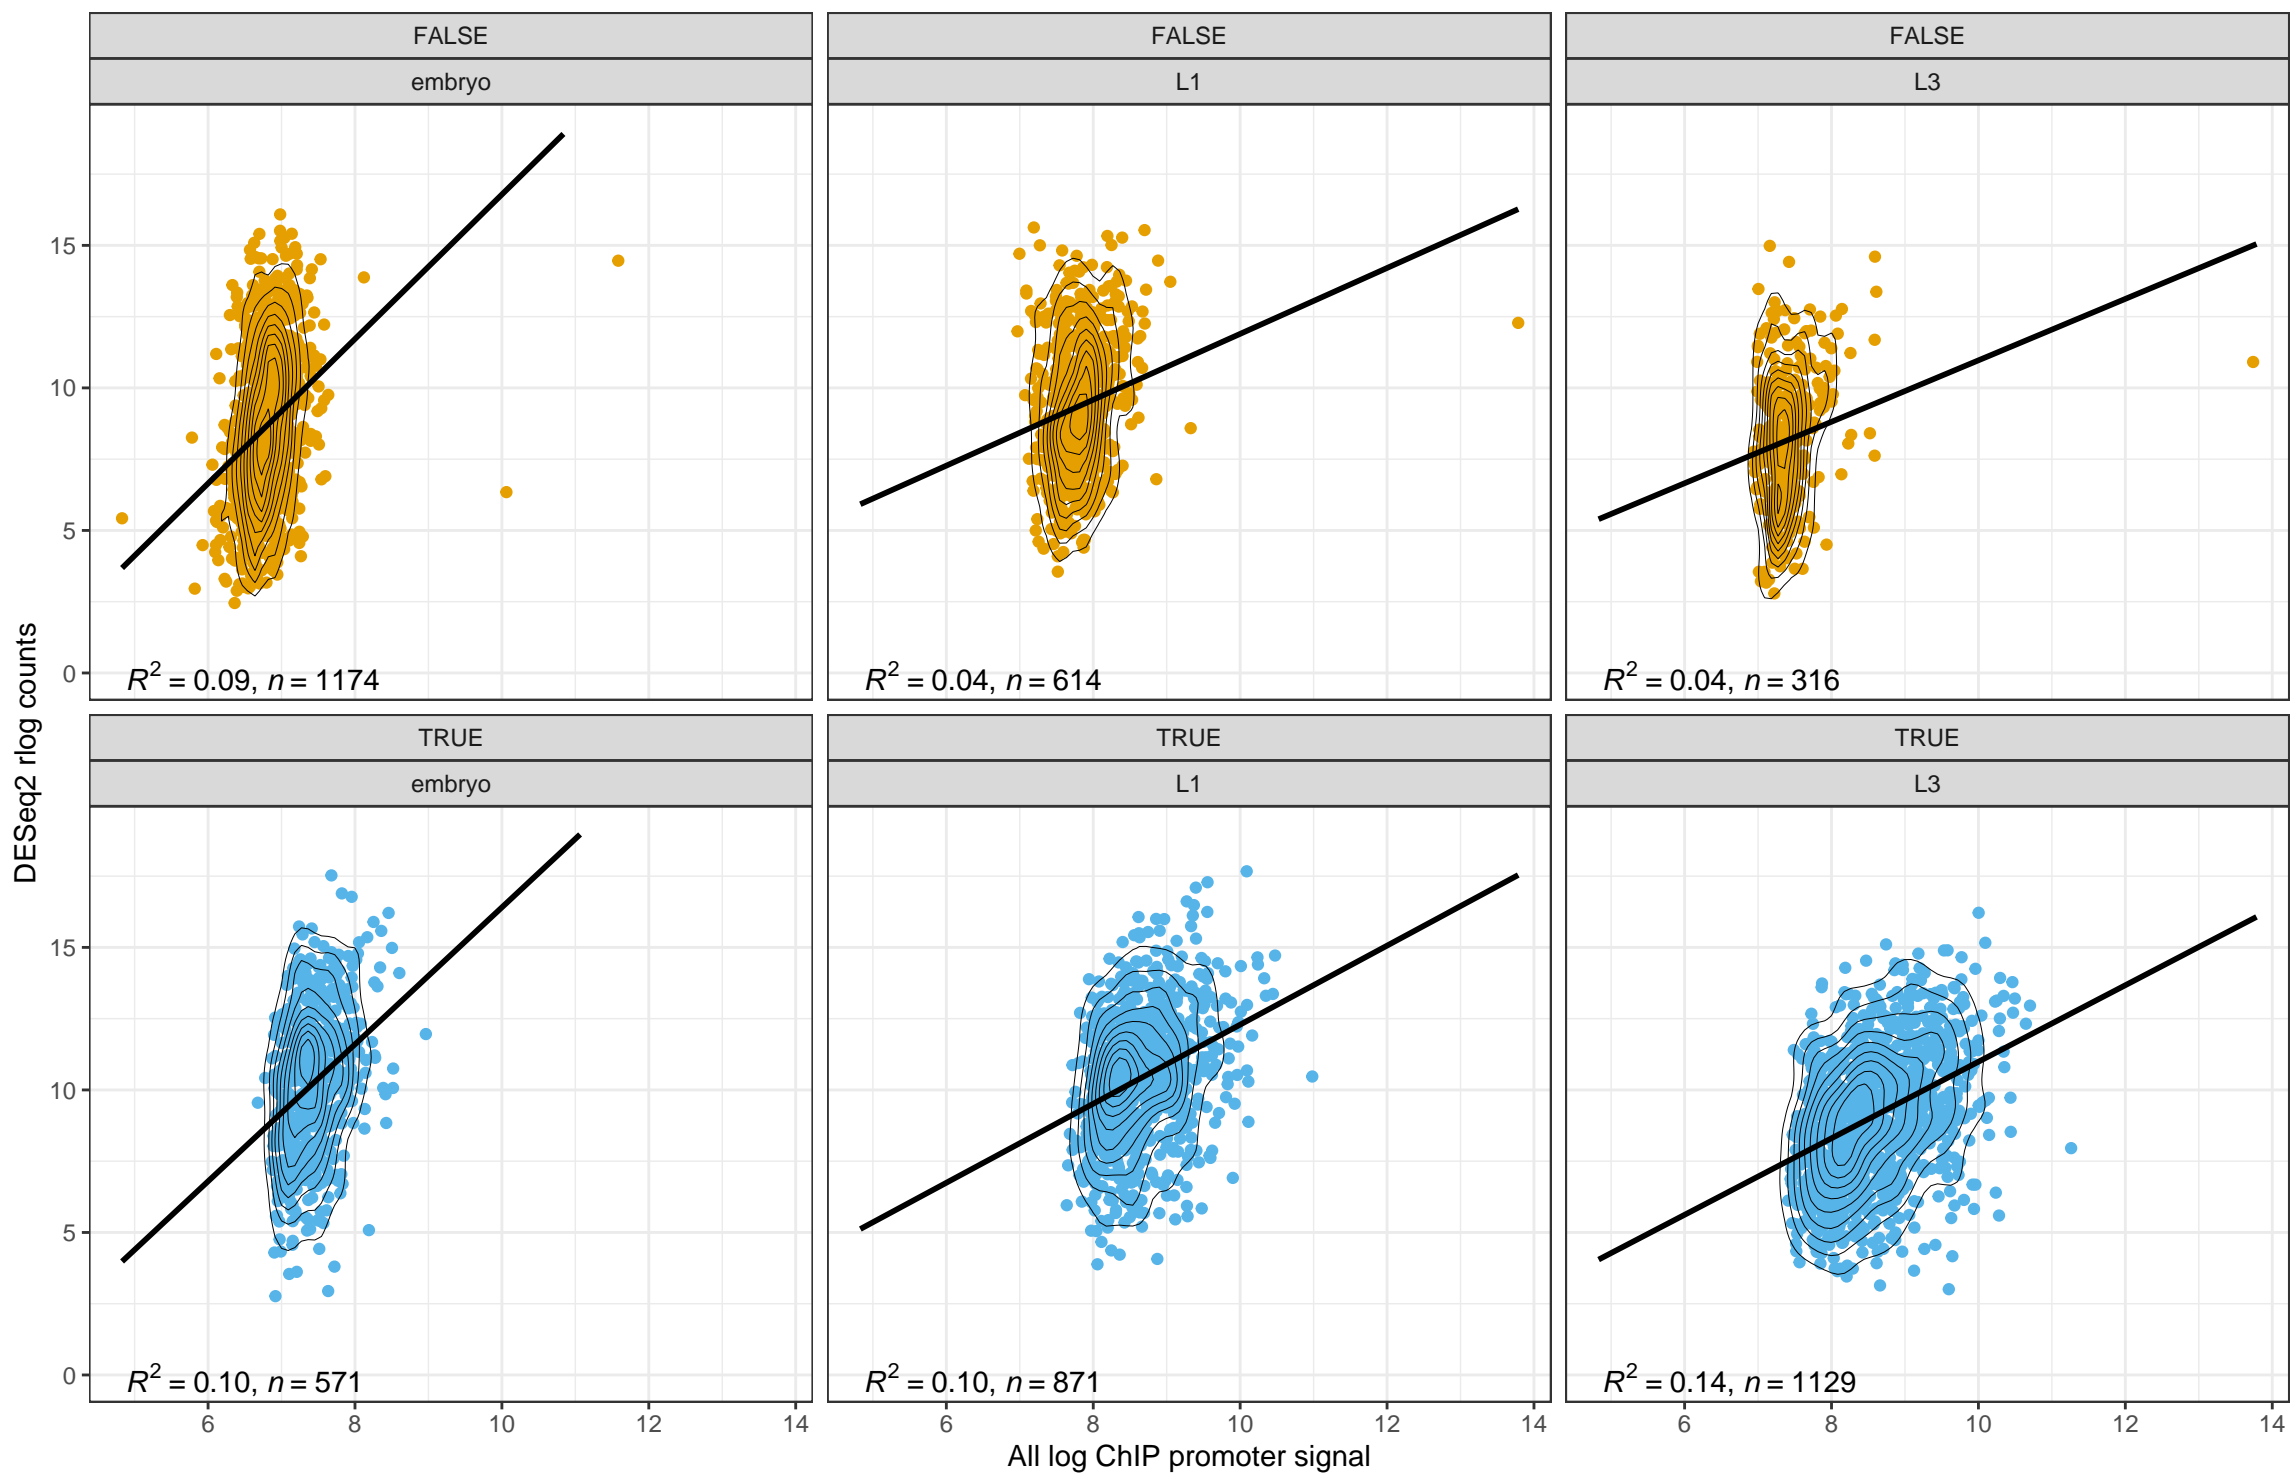 FALSE
FALSE
FALSE
embryo
L1
L3
15
10
5
0
R² = 0.09, n = 1174
R² = 0.04, n = 614
R² = 0.04, n = 316
DESeq2 rlog counts
TRUE
TRUE
TRUE
embryo
L1
L3
15
10
5
0
R² = 0.10, n = 571
R² = 0.10, n = 871
R² = 0.14, n = 1129
6 8 10 12 14
6 8 10 12 14
6 8 10 12 14
All log ChIP promoter signal